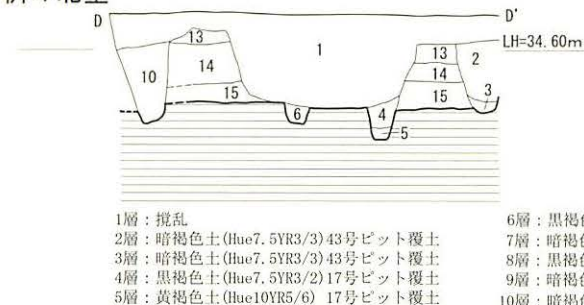 D
D'
LH=34.60m
1
13
13
2
10
14
14
15
15
3
6
4
5
1層：撹乱
2層：暗褐色土(Hue7.5YR3/3)43号ピット覆土
3層：暗褐色土(Hue7.5YR3/3)43号ピット覆土
4層：黒褐色土(Hue7.5YR3/2)17号ピット覆土
5層：黄褐色土(Hue10YR5/6) 17号ピット覆土
6層：黒褐色
7層：暗褐色
8層：黒褐色
9層：暗褐色
10層：暗褐色